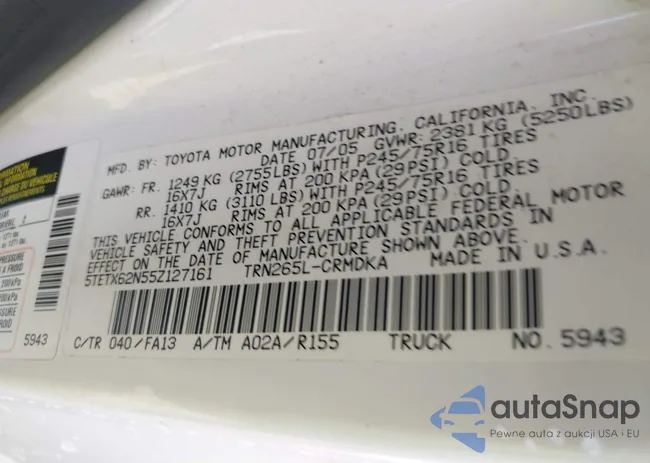 MFD. BY: TOYOTA MOTOR MANUFACTURING, CALIFORNIA, INC.
DATE 07/05 GVWR: 2381 KG (5250LBS)
GAWR: FR. 1249 KG (2755LBS) WITH P245/75R16 TIRES
16X7J RIMS AT 200 KPA (29PSI) COLD.
RR. 1410 KG (3110 LBS) WITH P245/75R16 TIRES
16X7J RIMS AT 200 KPA (29PSI) COLD.
THIS VEHICLE CONFORMS TO ALL APPLICABLE FEDERAL MOTOR
VEHICLE SAFETY AND THEFT PREVENTION STANDARDS IN
EFFECT ON THE DATE OF MANUFACTURE SHOWN ABOVE.
5TETX62N55Z127161 TRN265L-CRMDKA MADE IN U.S.A.
C/TR 040/FA13 A/TM A02A/R155 TRUCK NO. 5943
INFORMATION
5943
autaSnap
Pewne auta z aukcji USA i EU